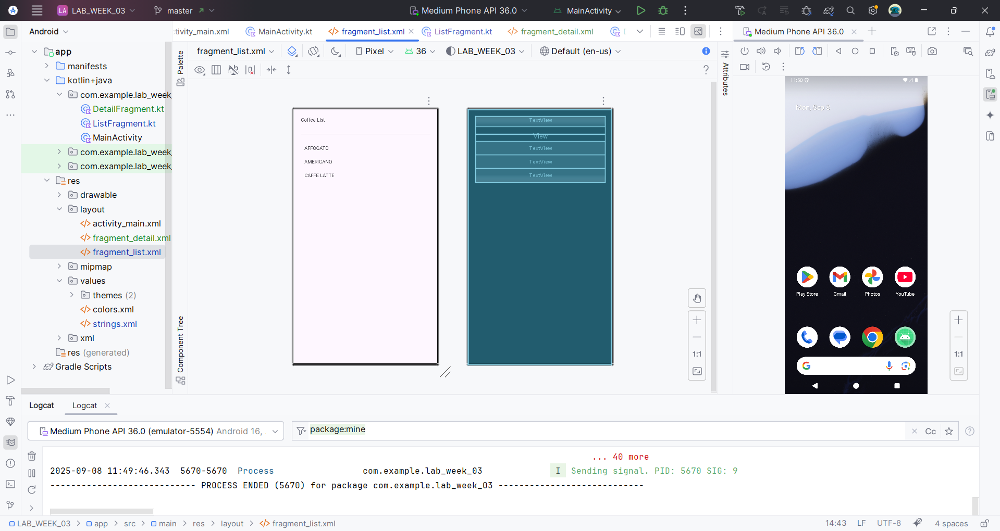 LA LAB_WEEK_03
master
Medium Phone API 36.0
MainActivity
Android
tivity_main.xml
MainActivity.kt
fragment_list.xml
ListFragment.kt
fragment_detail.xml
Medium Phone API 36.0
app
manifests
kotlin+java
com.example.lab_week_
DetailFragment.kt
ListFragment.kt
MainActivity
com.example.lab_week_
com.example.lab_week_
res
drawable
layout
activity_main.xml
fragment_detail.xml
fragment_list.xml
mipmap
values
themes (2)
colors.xml
strings.xml
xml
res (generated)
Gradle Scripts
Palette
Component Tree
fragment_list.xml
Pixel
36
LAB_WEEK_03
Default (en-us)
?
Coffee List
AFFOCATO
AMERICANO
CAFFE LATTE
TextView
View
TextView
TextView
TextView
1:1
Attributes
11:50
Mon, Sep 8
Play Store
Gmail
Photos
YouTube
1:1
Logcat
Logcat
Medium Phone API 36.0 (emulator-5554) Android 16,
package:mine
Cc
... 40 more
2025-09-08 11:49:46.343 5670-5670 Process com.example.lab_week_03 I Sending signal. PID: 5670 SIG: 9
---------------------------- PROCESS ENDED (5670) for package com.example.lab_week_03 ----------------------------
LAB_WEEK_03 > app > src > main > res > layout > fragment_list.xml
14:43 LF UTF-8 4 spaces